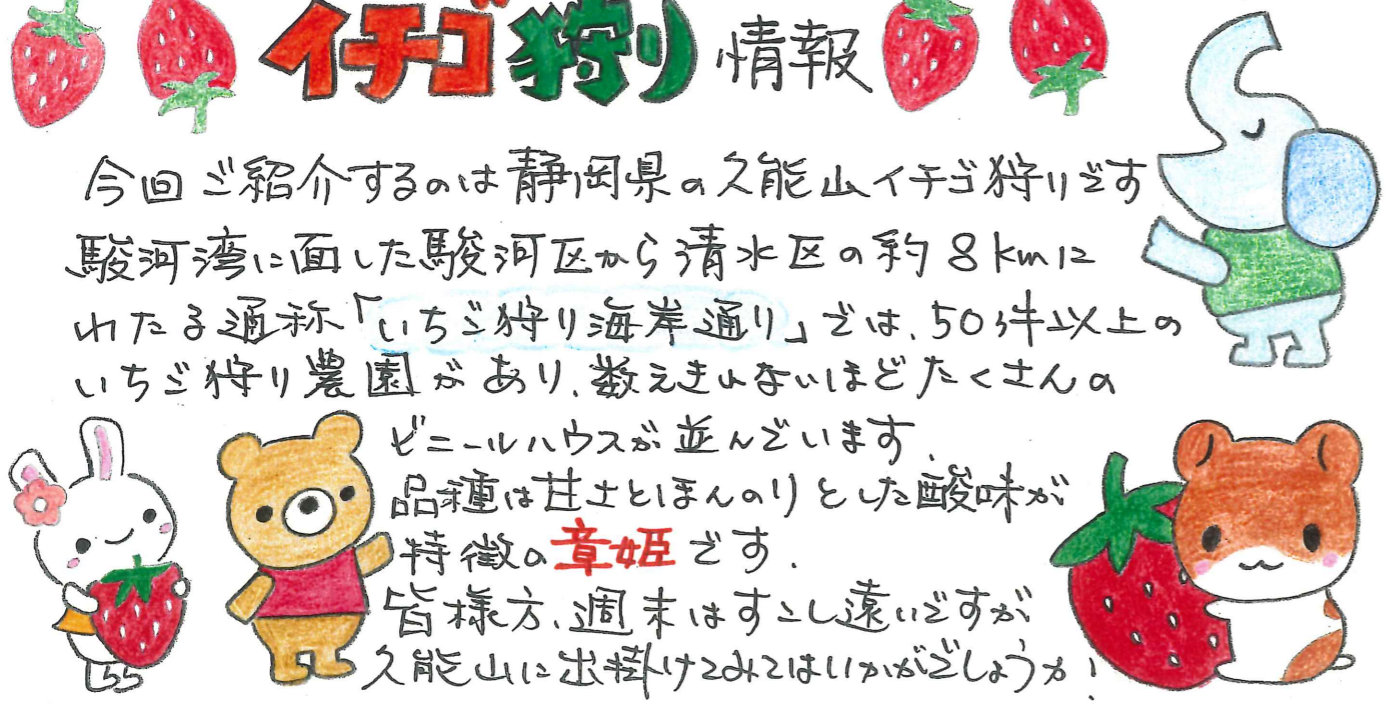 イチゴ狩り情報
今回ご紹介するのは静岡県の久能山イチゴ狩りです
駿河湾に面した駿河区から清水区の約8kmに
わたる通称「いちご狩り海岸通り」では、50件以上の
いちご狩り農園があり、数えきれないほどたくさんの
ビニールハウスが並んでいます。
品種は甘さとほんのりとした酸味が
特徴の章姫です.
皆様方、週末はすこし遠いですが
久能山に出掛けてみてはいかがでしょうか!